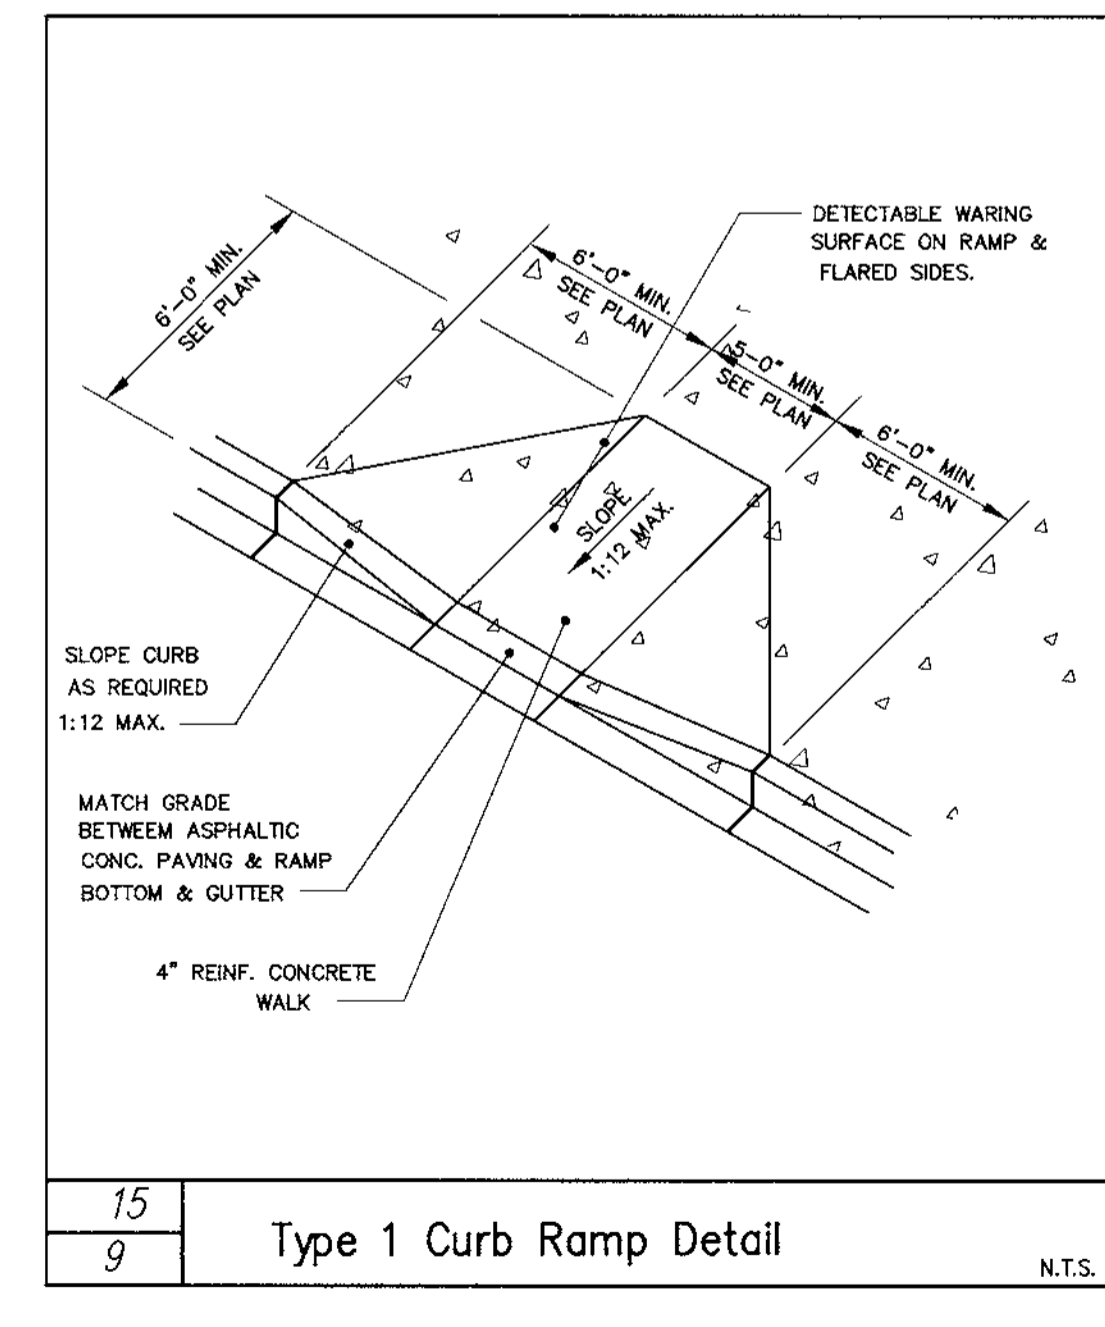 DETECTABLE WARING
SURFACE ON RAMP &
FLARED SIDES.
6'-0" MIN.
SEE PLAN
6'-0" MIN.
SEE PLAN
5-0" MIN.
SEE PLAN
6'-0" MIN.
SEE PLAN
SLOPE
1:12 MAX.
SLOPE CURB
AS REQUIRED
1:12 MAX.
MATCH GRADE
BETWEEM ASPHALTIC
CONC. PAVING & RAMP
BOTTOM & GUTTER
4" REINF. CONCRETE
WALK
15
9
Type 1 Curb Ramp Detail
N.T.S.